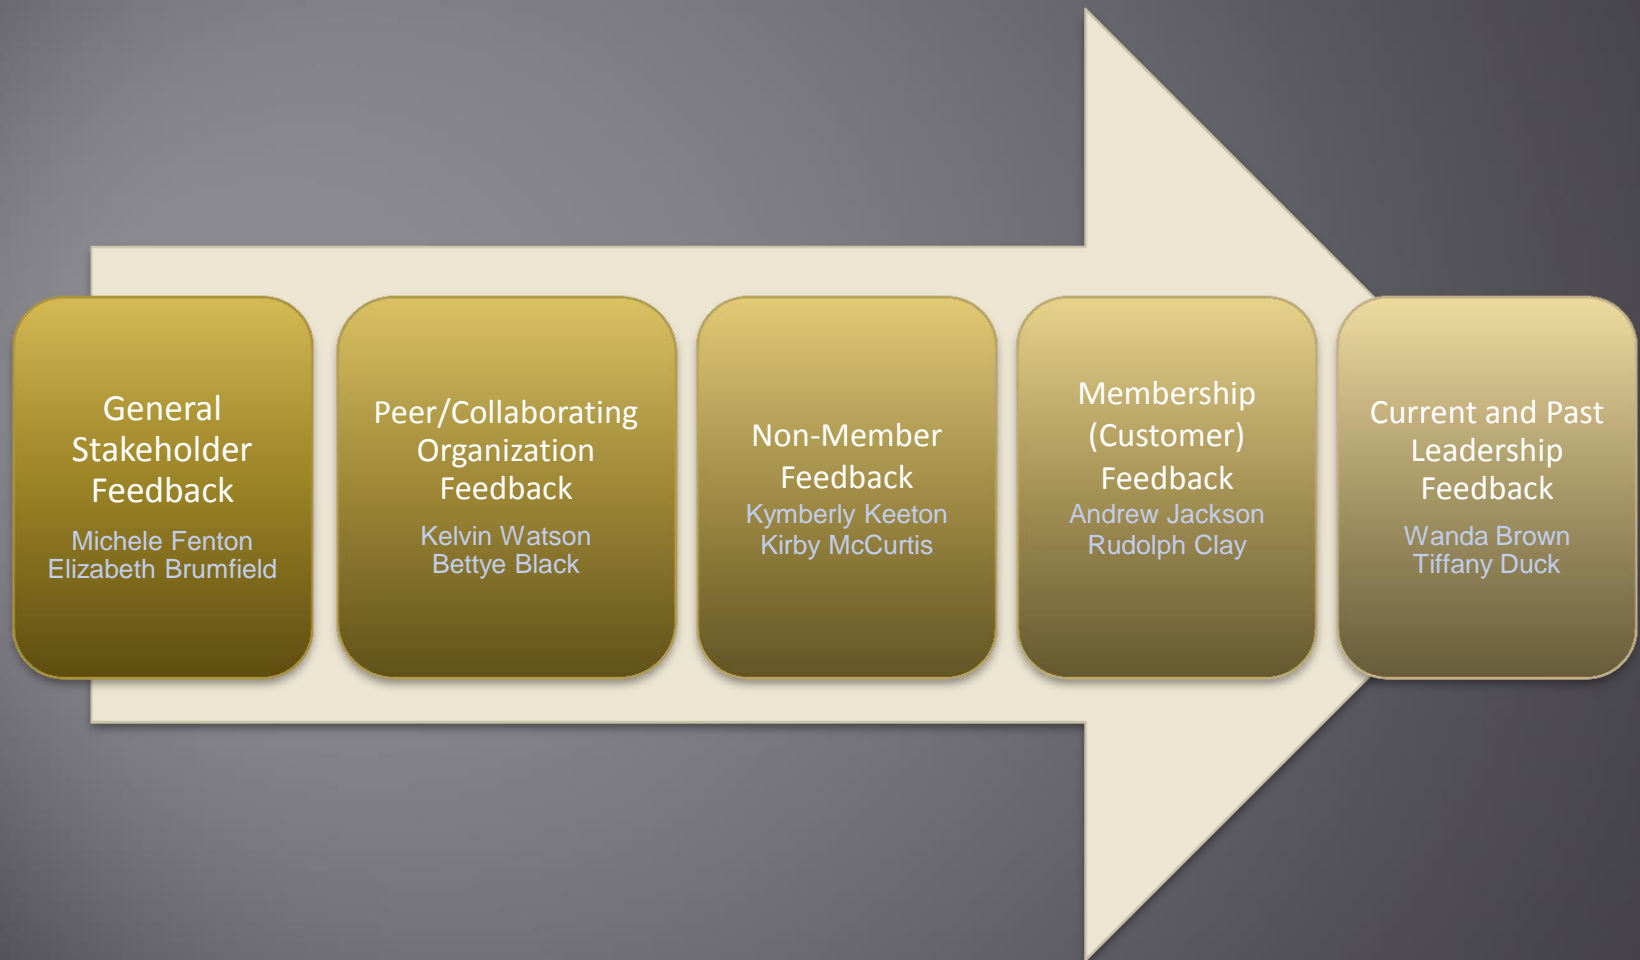 General
Stakeholder
Feedback
Michele Fenton
Elizabeth Brumfield
Peer/Collaborating
Organization
Feedback
Kelvin Watson
Bettye Black
Non-Member
Feedback
Kymberly Keeton
Kirby McCurtis
Membership
(Customer)
Feedback
Andrew Jackson
Rudolph Clay
Current and Past
Leadership
Feedback
Wanda Brown
Tiffany Duck